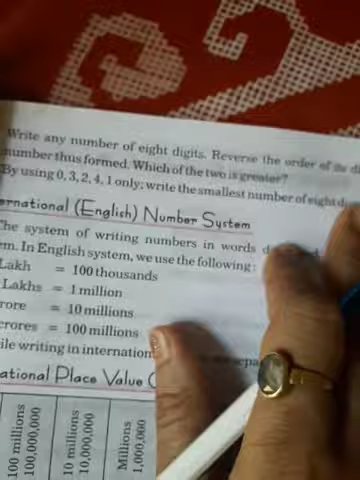 Write any number of eight digits. Reverse the order of the
number thus formed. Which of the two is greater?
By using 0, 3, 2, 4, 1 only; write the smallest number of eight
ernational (English) Number System
The system of writing numbers in words
em. In English system, we use the following:
Lakh = 100 thousands
Lakhs = 1 million
rore = 10 millions
crores = 100 millions
ile writing in internation
ational Place Value
100 millions
100,000,000
10 millions
10,000,000
Millions
1,000,000